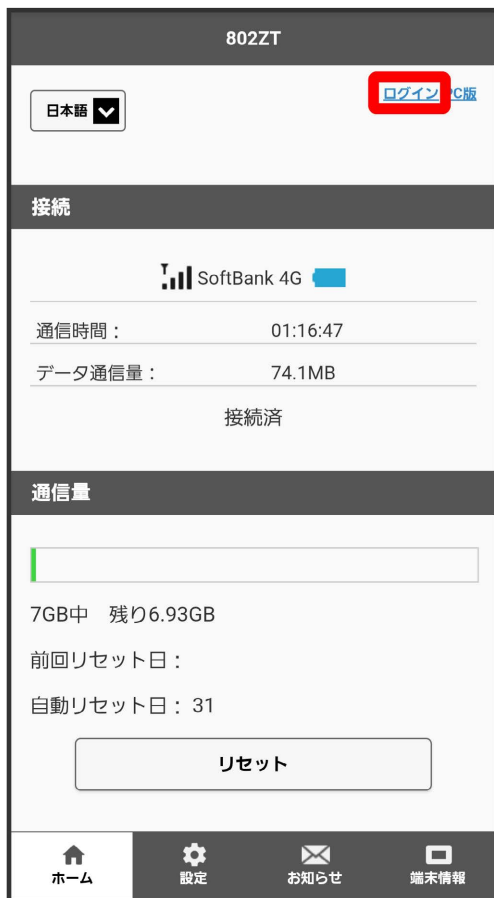 802ZT
日本語
ログイン PC版
接続
SoftBank 4G
通信時間： 01:16:47
データ通信量： 74.1MB
接続済
通信量
7GB中 残り6.93GB
前回リセット日：
自動リセット日：31
リセット
ホーム 設定 お知らせ 端末情報